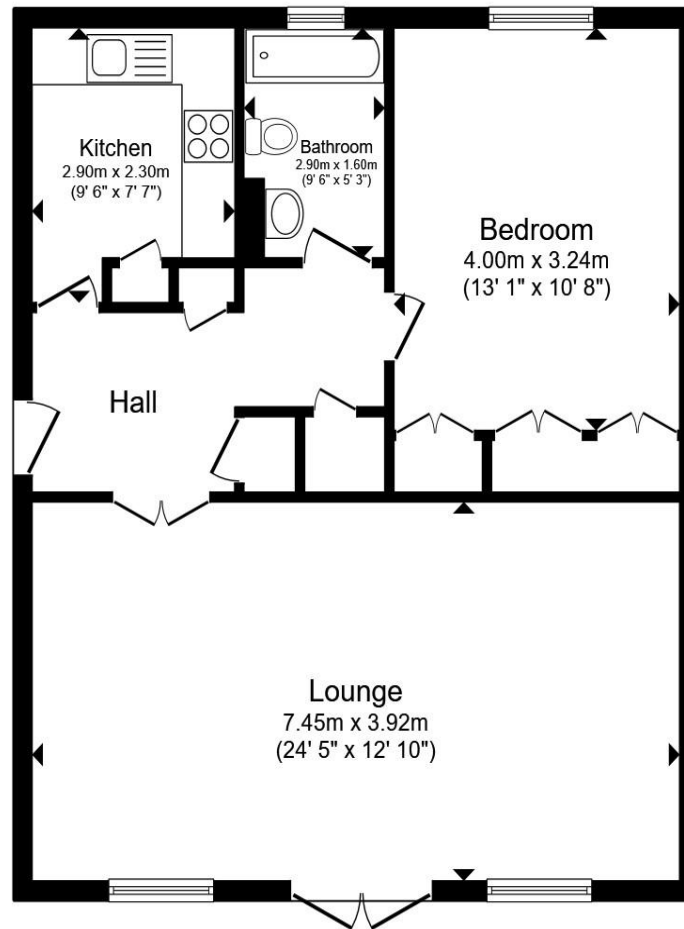 Kitchen
2.90m x 2.30m
(9' 6" x 7' 7")
Bathroom
2.90m x 1.60m
(9' 6" x 5' 3")
Bedroom
4.00m x 3.24m
(13' 1" x 10' 8")
Hall
Lounge
7.45m x 3.92m
(24' 5" x 12' 10")